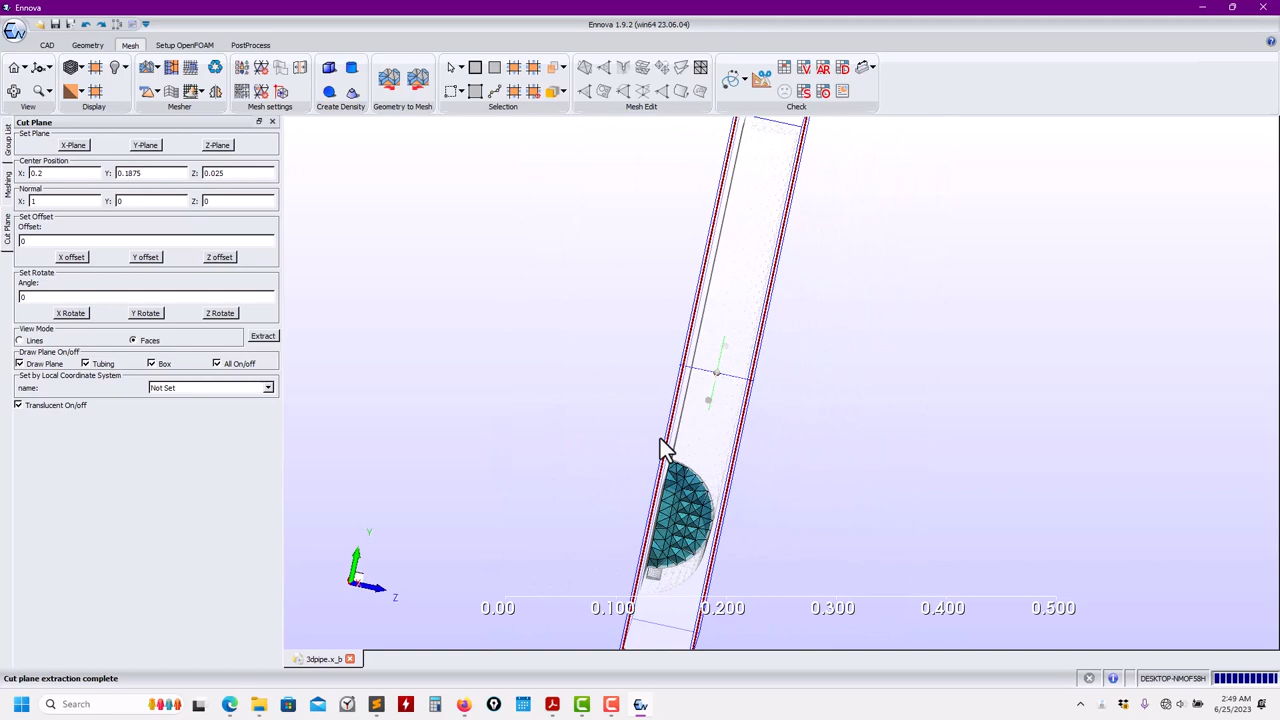 Ennova
Ennova 1.9.2 (win64 23.06.04)
CAD Geometry Mesh Setup OpenFOAM PostProcess
View Display Mesher Mesh settings Create Density Geometry to Mesh Selection Mesh Edit Check
Cut Plane
Group List
Meshing
Cut Plane
Set Plane
X-Plane Y-Plane Z-Plane
Center Position
X: 0.2 Y: 0.1875 Z: 0.025
Normal
X: 1 Y: 0 Z: 0
Set Offset
Offset:
0
X offset Y offset Z offset
Set Rotate
Angle:
0
X Rotate Y Rotate Z Rotate
View Mode
Lines Faces Extract
Draw Plane On/off
Draw Plane Tubing Box All On/off
Set by Local Coordinate System
name: Not Set
Translucent On/off
Y
Z
0.00 0.100 0.200 0.300 0.400 0.500
3dpipe.x_b
Cut plane extraction complete
DESKTOP-NMOF58H
Search
2:49 AM
6/25/2023